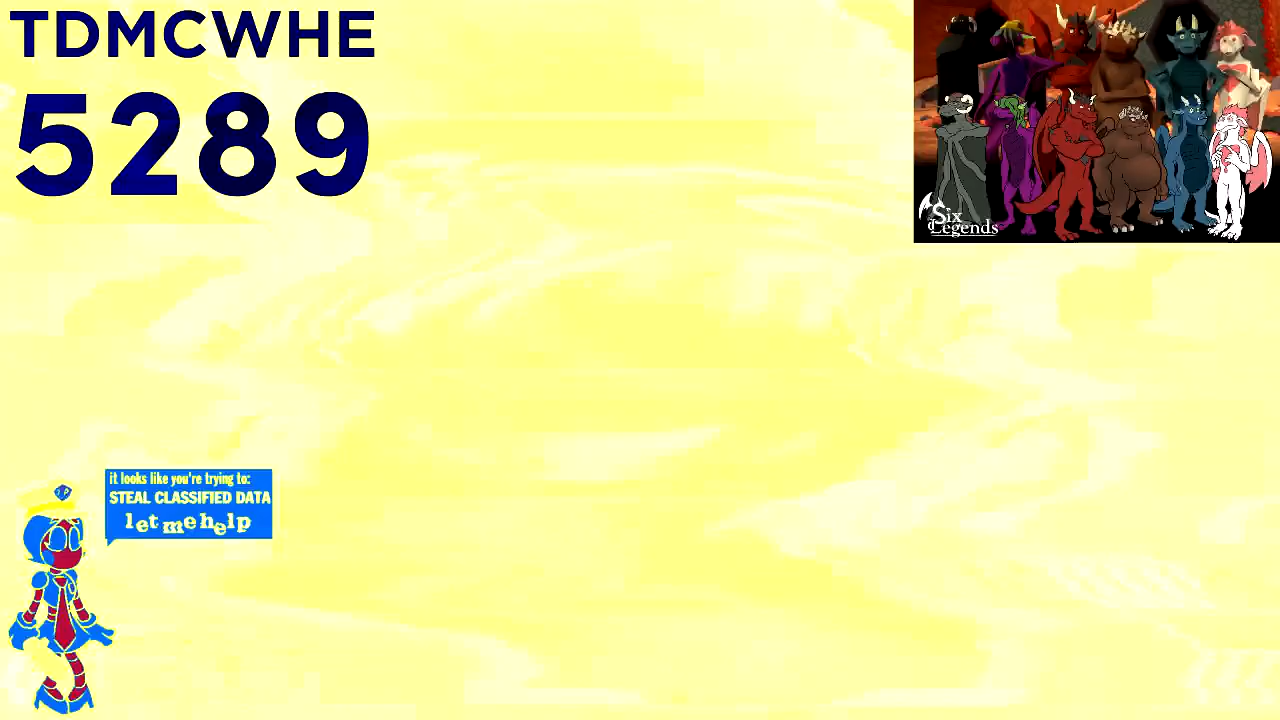 TDMCWHE
5289
Six
Legends
it looks like you're trying to:
STEAL CLASSIFIED DATA
let me help